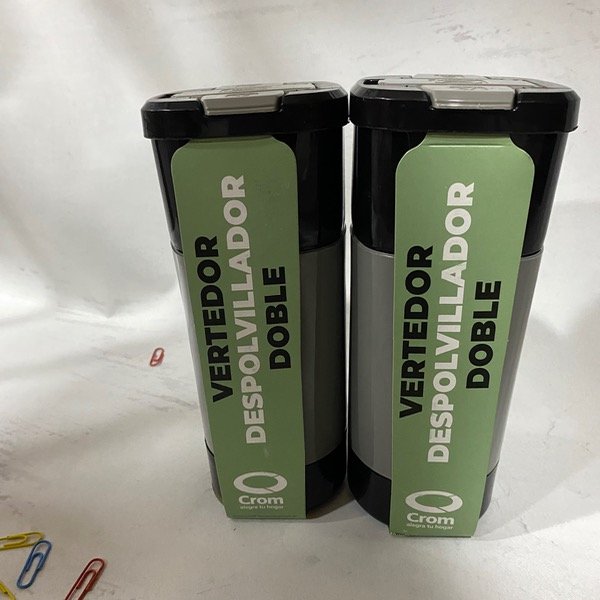 VERTEDOR
DESPOLVILLADOR
DOBLE
Crom
alegra tu hogar
VERTEDOR
DESPOLVILLADOR
DOBLE
Crom
alegra tu hogar